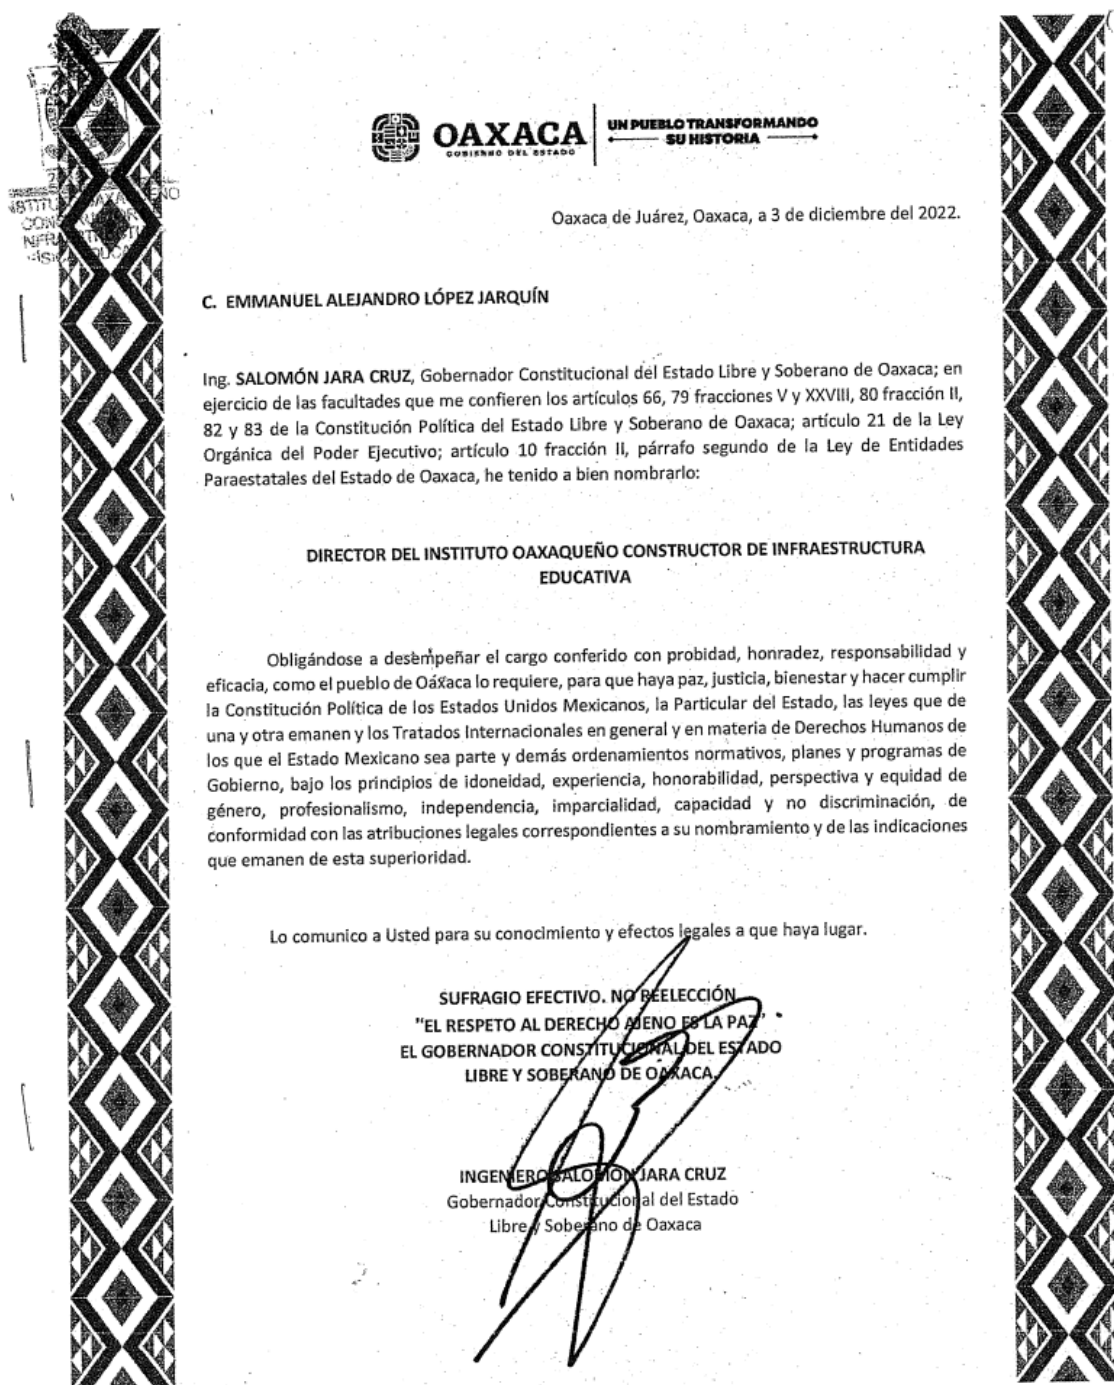 OAXACA
GOBIERNO DEL ESTADO
UN PUEBLO TRANSFORMANDO
SU HISTORIA
Oaxaca de Juárez, Oaxaca, a 3 de diciembre del 2022.
C. EMMANUEL ALEJANDRO LÓPEZ JARQUÍN
Ing. SALOMÓN JARA CRUZ, Gobernador Constitucional del Estado Libre y Soberano de Oaxaca; en
ejercicio de las facultades que me confieren los artículos 66, 79 fracciones V y XXVIII, 80 fracción II,
82 y 83 de la Constitución Política del Estado Libre y Soberano de Oaxaca; artículo 21 de la Ley
Orgánica del Poder Ejecutivo; artículo 10 fracción II, párrafo segundo de la Ley de Entidades
Paraestatales del Estado de Oaxaca, he tenido a bien nombrarlo:
DIRECTOR DEL INSTITUTO OAXAQUEÑO CONSTRUCTOR DE INFRAESTRUCTURA
EDUCATIVA
Obligándose a desempeñar el cargo conferido con probidad, honradez, responsabilidad y
eficacia, como el pueblo de Oaxaca lo requiere, para que haya paz, justicia, bienestar y hacer cumplir
la Constitución Política de los Estados Unidos Mexicanos, la Particular del Estado, las leyes que de
una y otra emanen y los Tratados Internacionales en general y en materia de Derechos Humanos de
los que el Estado Mexicano sea parte y demás ordenamientos normativos, planes y programas de
Gobierno, bajo los principios de idoneidad, experiencia, honorabilidad, perspectiva y equidad de
género, profesionalismo, independencia, imparcialidad, capacidad y no discriminación, de
conformidad con las atribuciones legales correspondientes a su nombramiento y de las indicaciones
que emanen de esta superioridad.
Lo comunico a Usted para su conocimiento y efectos legales a que haya lugar.
SUFRAGIO EFECTIVO. NO REELECCIÓN
"EL RESPETO AL DERECHO AJENO ES LA PAZ"
EL GOBERNADOR CONSTITUCIONAL DEL ESTADO
LIBRE Y SOBERANO DE OAXACA.
INGENIERO SALOMÓN JARA CRUZ
Gobernador Constitucional del Estado
Libre y Soberano de Oaxaca